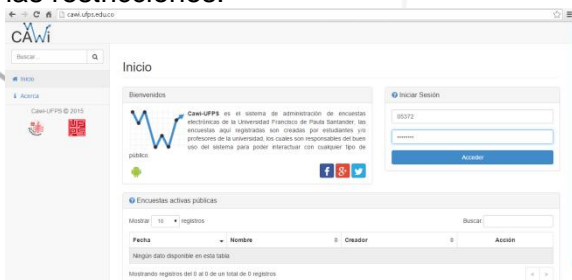 las restricciones.
cawi.ufps.edu.co
CAWi
Buscar...
Inicio
Acerca
Cawi-UFPS © 2015
Inicio
Bienvenidos
Cawi-UFPS es el sistema de administración de encuestas
electrónicas de la Universidad Francisco de Paula Santander, las
encuestas aquí registradas son creadas por estudiantes y/o
profesores de la universidad, los cuales son responsables del buen
uso del sistema para poder interactuar con cualquier tipo de
público.
Iniciar Sesión
05372
••••••••
Acceder
Encuestas activas públicas
Mostrar 10 registros
Buscar:
Fecha Nombre Creador Acción
Ningún dato disponible en esta tabla
Mostrando registros del 0 al 0 de un total de 0 registros